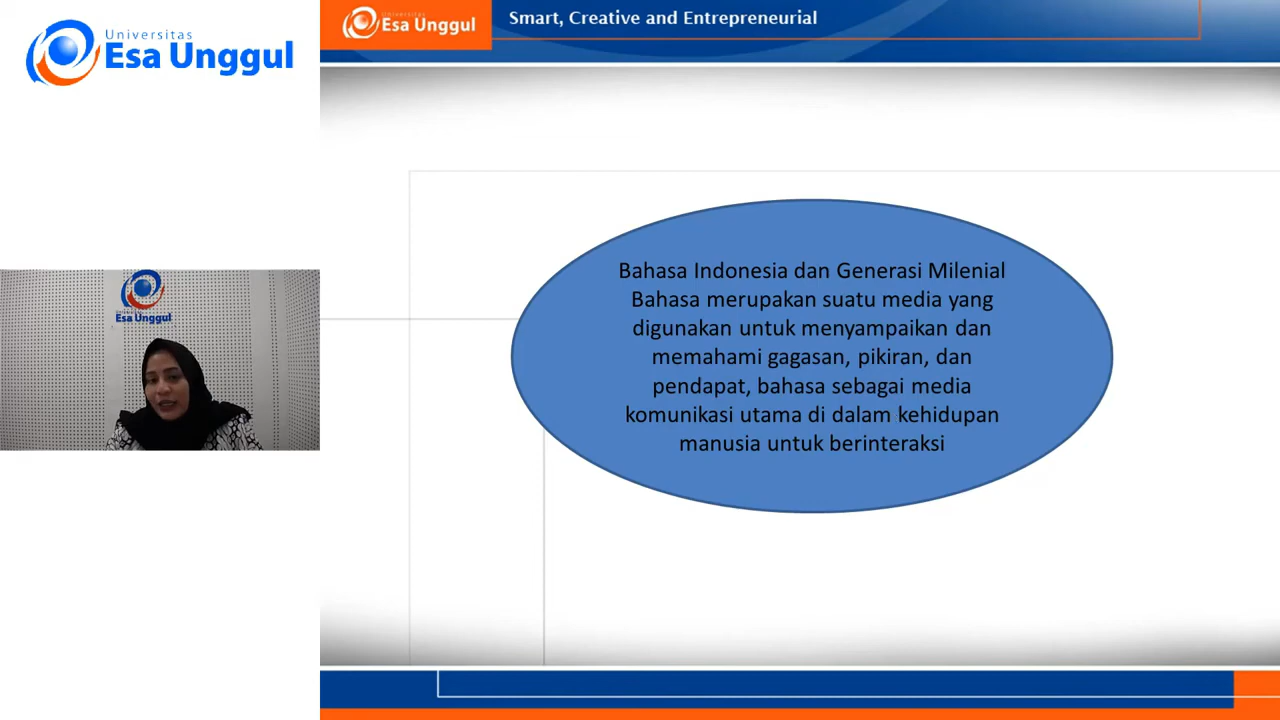 Universitas
Esa Unggul
Universitas
Esa Unggul
Smart, Creative and Entrepreneurial
Esa Unggul
Bahasa Indonesia dan Generasi Milenial
Bahasa merupakan suatu media yang
digunakan untuk menyampaikan dan
memahami gagasan, pikiran, dan
pendapat, bahasa sebagai media
komunikasi utama di dalam kehidupan
manusia untuk berinteraksi